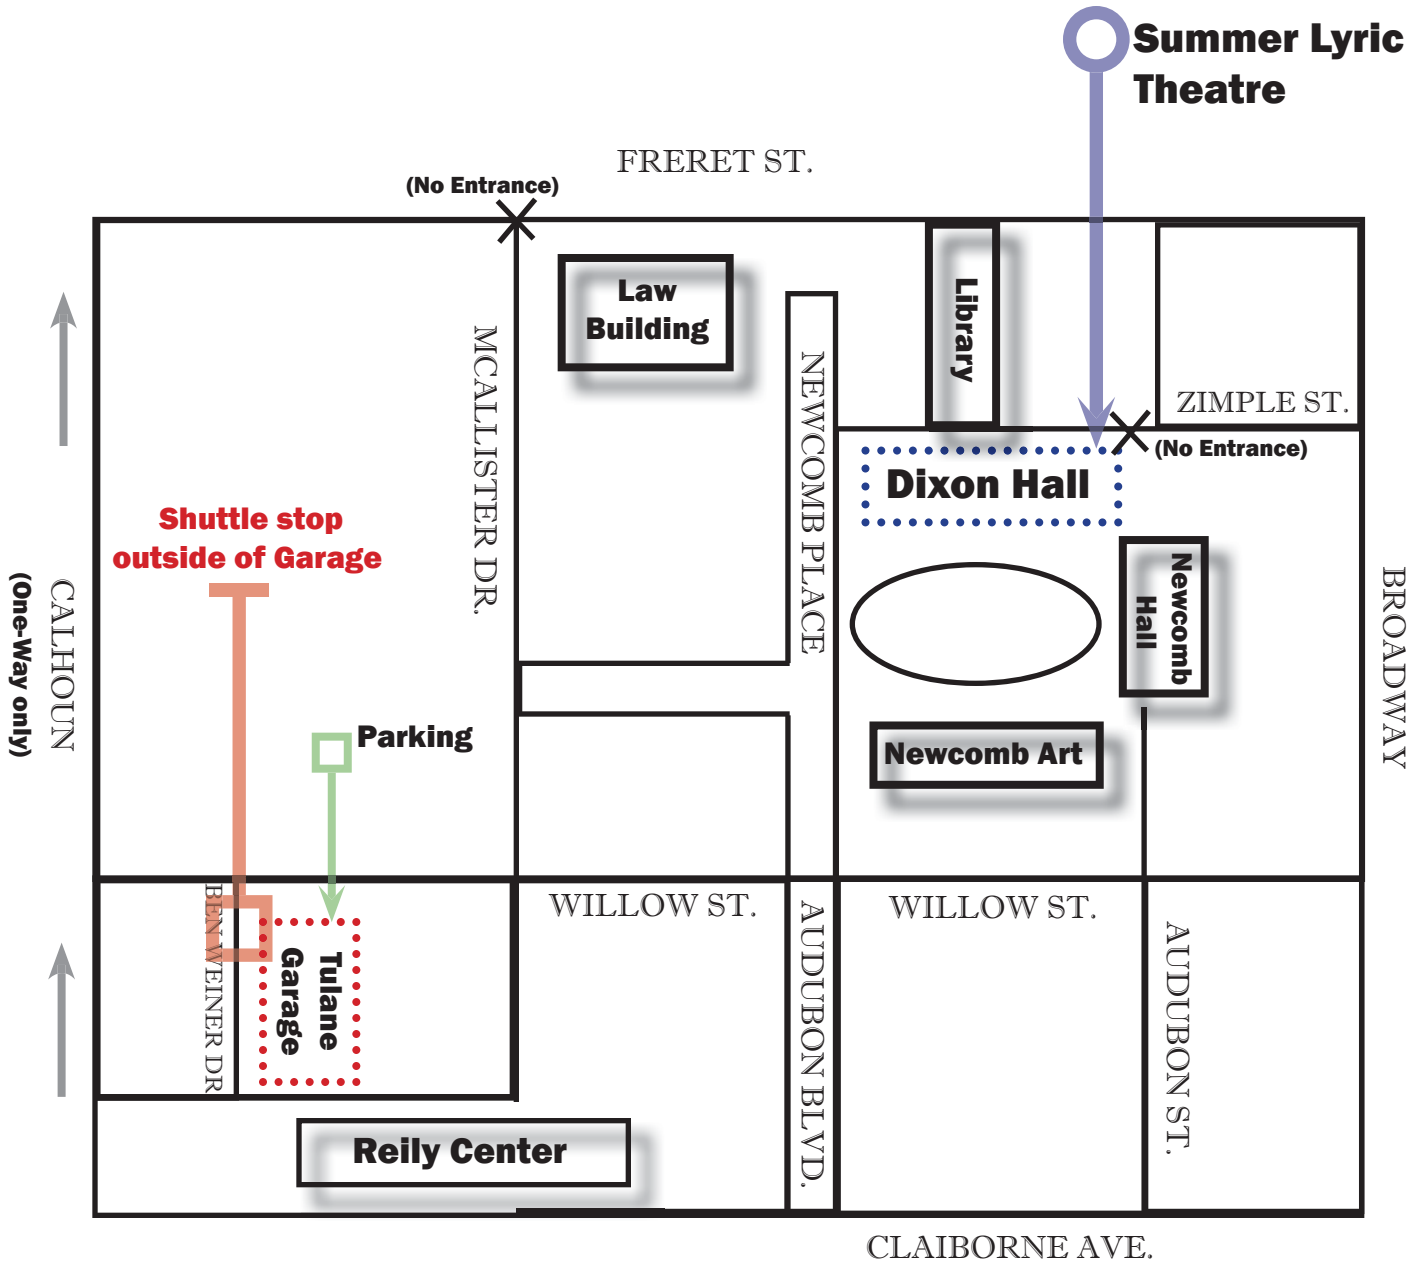 Summer Lyric
Theatre
FRERET ST.
(No Entrance)
Law
Building
Library
MCALLISTER DR.
NEWCOMB PLACE
ZIMPLE ST.
(No Entrance)
Dixon Hall
Shuttle stop
outside of Garage
Newcomb
Hall
CALHOUN
(One-Way only)
BROADWAY
Parking
Newcomb Art
BEN WEINER DR
Tulane
Garage
WILLOW ST.
WILLOW ST.
AUDUBON BLVD.
AUDUBON ST.
Reily Center
CLAIBORNE AVE.